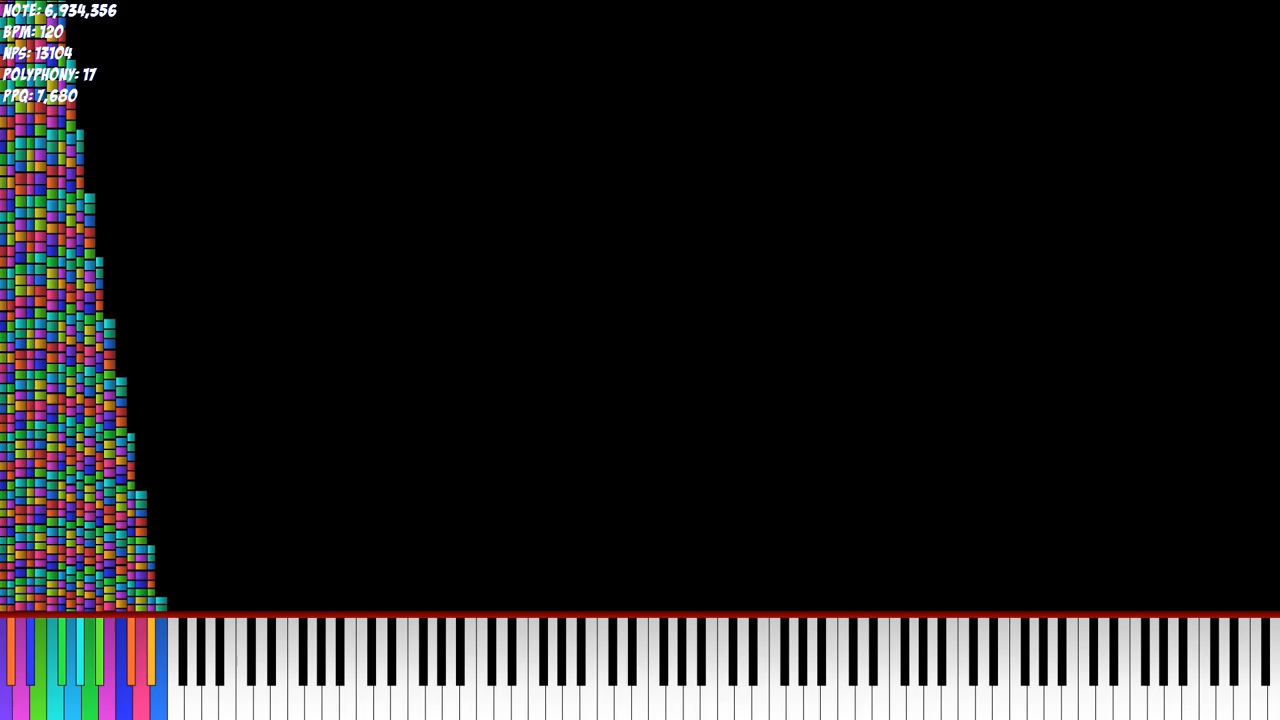 NOTE: 6,934,356
BPM: 120
NPS: 13104
POLYPHONY: 17
PPQ: 7,680